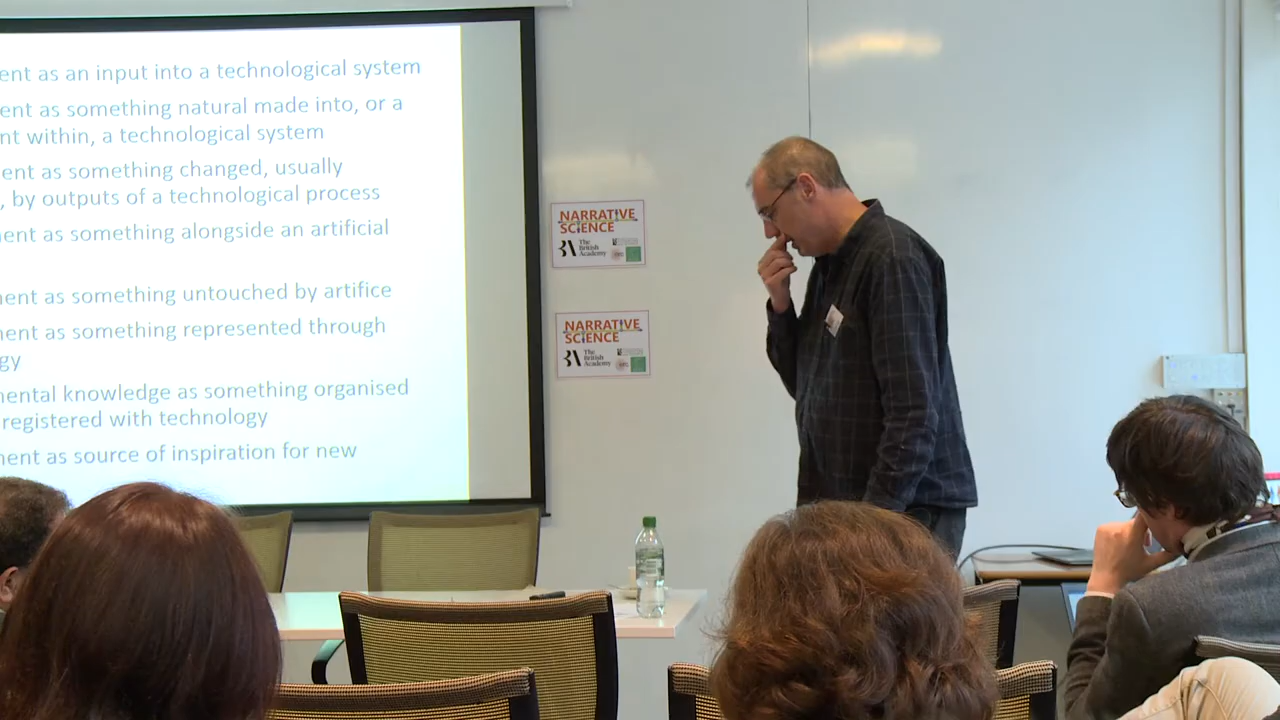 ent as an input into a technological system
ent as something natural made into, or a
nt within, a technological system
ent as something changed, usually
, by outputs of a technological process
ent as something alongside an artificial
nent as something untouched by artifice
nent as something represented through
gy
mental knowledge as something organised
registered with technology
ment as source of inspiration for new
NARRATIVE
SCIENCE
The
British
Academy
NARRATIVE
SCIENCE
The
British
Academy